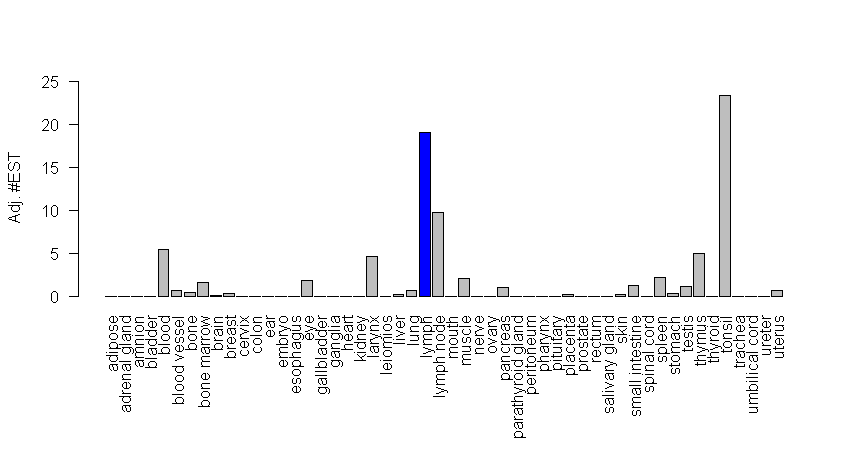 25
20
15
10
5
0
Adj. #EST
adipose
adrenal gland
amnion
bladder
blood
blood vessel
bone
bone marrow
brain
breast
cervix
colon
ear
embryo
esophagus
eye
gallbladder
ganglia
heart
kidney
larynx
leiomios
liver
lung
lymph
lymph node
mouth
muscle
nerve
ovary
pancreas
parathyroid gland
peritoneum
pharynx
pituitary
placenta
prostate
rectum
salivary gland
skin
small intestine
spinal cord
spleen
stomach
testis
thymus
thyroid
tonsil
trachea
umbilical cord
ureter
uterus